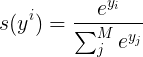 s(y^i) = \frac{e^{y_i}}{\sum_j^M e^{y_j}}